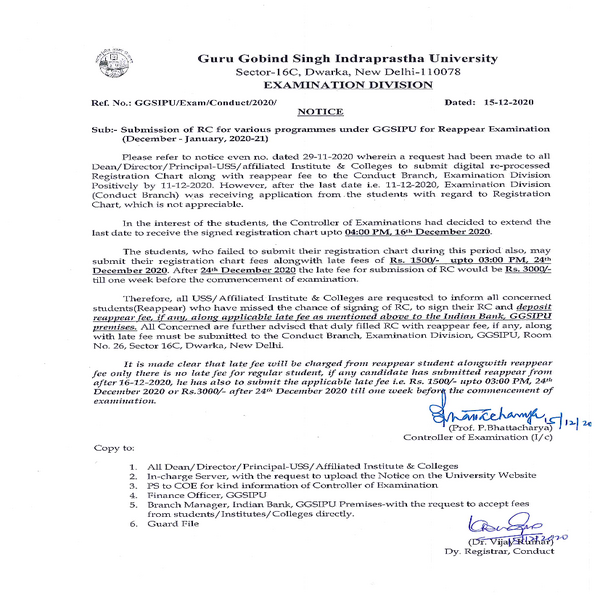 Guru Gobind Singh Indraprastha University
Sector-16C, Dwarka, New Delhi-110078
EXAMINATION DIVISION
Ref. No.: GGSIPU/Exam/Conduct/2020/ Dated: 15-12-2020
NOTICE
Sub:- Submission of RC for various programmes under GGSIPU for Reappear Examination
(December - January, 2020-21)
Please refer to notice even no. dated 29-11-2020 wherein a request had been made to all
Dean/Director/Principal-USS/affiliated Institute & Colleges to submit digital re-processed
Registration Chart along with reappear fee to the Conduct Branch, Examination Division
Positively by 11-12-2020. However, after the last date i.e. 11-12-2020, Examination Division
(Conduct Branch) was receiving application from the students with regard to Registration
Chart, which is not appreciable.
In the interest of the students, the Controller of Examinations had decided to extend the
last date to receive the signed registration chart upto 04:00 PM, 16th December 2020.
The students, who failed to submit their registration chart during this period also, may
submit their registration chart fees alongwith late fees of Rs. 1500/- upto 03:00 PM, 24th
December 2020. After 24th December 2020 the late fee for submission of RC would be Rs. 3000/-
till one week before the commencement of examination.
Therefore, all USS/Affiliated Institute & Colleges are requested to inform all concerned
students(Reappear) who have missed the chance of signing of RC, to sign their RC and deposit
reappear fee, if any, along applicable late fee as mentioned above to the Indian Bank, GGSIPU
premises. All Concerned are further advised that duly filled RC with reappear fee, if any, along
with late fee must be submitted to the Conduct Branch, Examination Division, GGSIPU, Room
No. 26, Sector 16C, Dwarka, New Delhi.
It is made clear that late fee will be charged from reappear student alongwith reappear
fee only there is no late fee for regular student, if any candidate has submitted reappear from
after 16-12-2020, he has also to submit the applicable late fee i.e. Rs. 1500/- upto 03:00 PM, 24th
December 2020 or Rs.3000/- after 24th December 2020 till one week before the commencement of
examination.
15/12/20
(Prof. P.Bhattacharya)
Controller of Examination (I/c)
Copy to:
1. All Dean/Director/Principal-USS/Affiliated Institute & Colleges
2. In-charge Server, with the request to upload the Notice on the University Website
3. PS to COE for kind information of Controller of Examination
4. Finance Officer, GGSIPU
5. Branch Manager, Indian Bank, GGSIPU Premises-with the request to accept fees
from students/Institutes/Colleges directly.
6. Guard File
(Dr. Vijay Kumar)
Dy. Registrar, Conduct